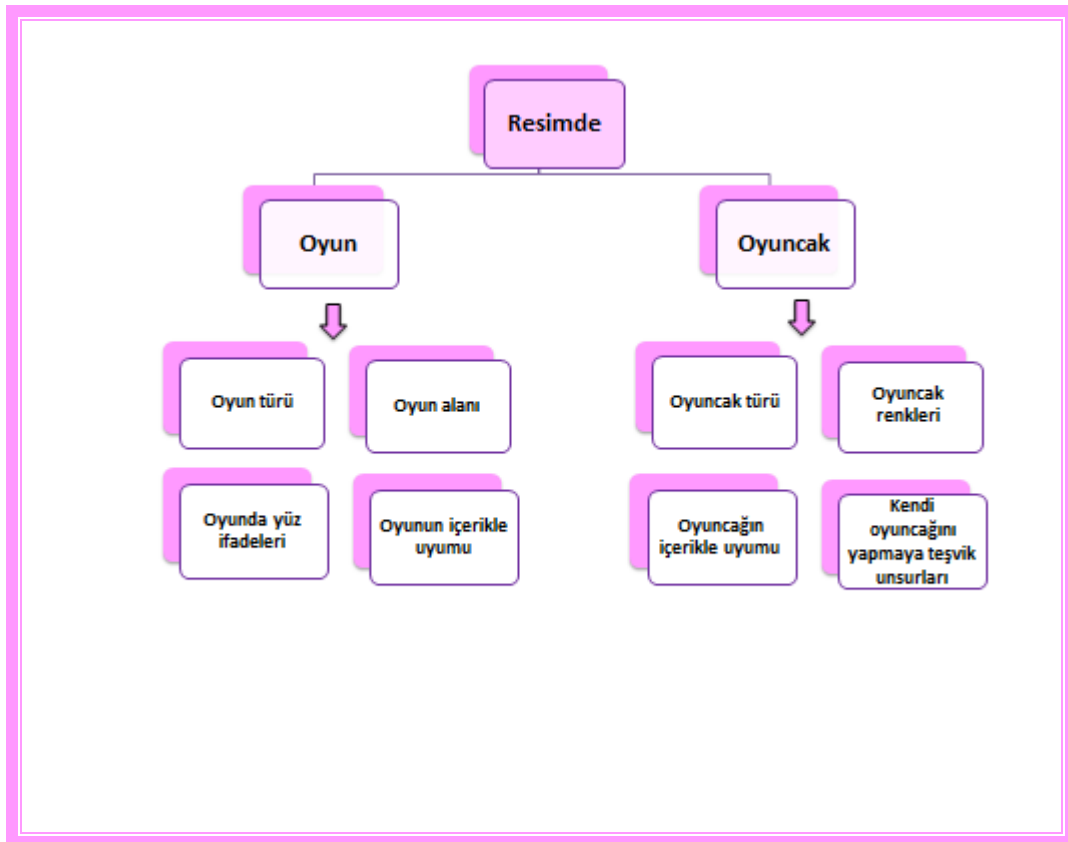 Resimde
Oyun
Oyuncak
Oyun türü
Oyun alanı
Oyuncak türü
Oyuncak
renkleri
Oyunda yüz
ifadeleri
Oyunun içerikle
uyumu
Oyuncağın
içerikle uyumu
Kendi
oyuncağını
yapmaya teşvik
unsurları